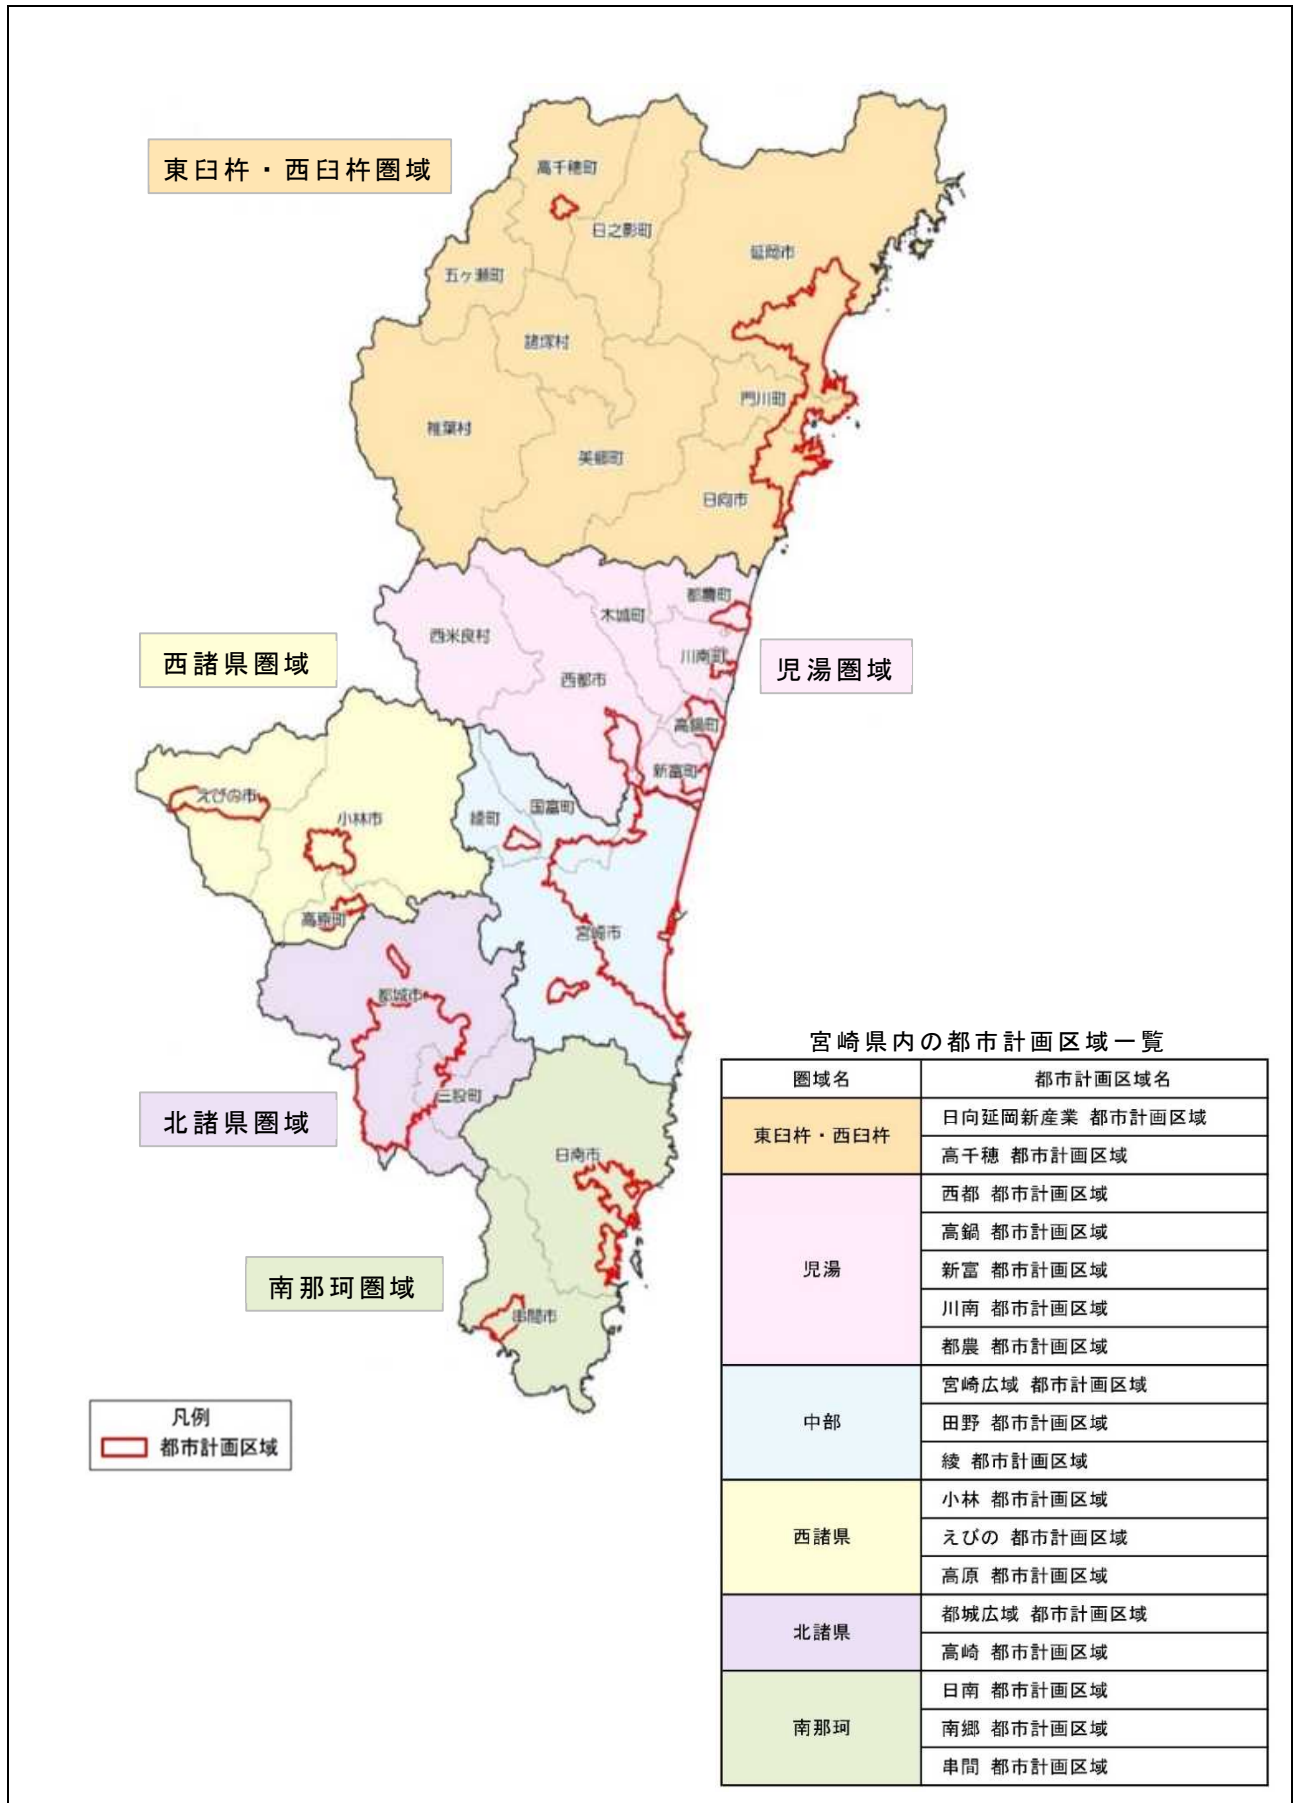 東臼杵・西臼杵圏域
高千穂町
日之影町
延岡市
五ヶ瀬町
諸塚村
門川町
椎葉村
美郷町
日向市
都農町
木城町
西米良村
川南町
西諸県圏域
児湯圏域
西都市
高鍋町
新富町
えびの市
国富町
綾町
小林市
高原町
宮崎市
都城市
三股町
北諸県圏域
日南市
南那珂圏域
串間市
凡例
都市計画区域
宮崎県内の都市計画区域一覧
圏域名 都市計画区域名
東臼杵・西臼杵 日向延岡新産業 都市計画区域
高千穂 都市計画区域
児湯 西都 都市計画区域
高鍋 都市計画区域
新富 都市計画区域
川南 都市計画区域
都農 都市計画区域
中部 宮崎広域 都市計画区域
田野 都市計画区域
綾 都市計画区域
西諸県 小林 都市計画区域
えびの 都市計画区域
高原 都市計画区域
北諸県 都城広域 都市計画区域
高崎 都市計画区域
南那珂 日南 都市計画区域
南郷 都市計画区域
串間 都市計画区域